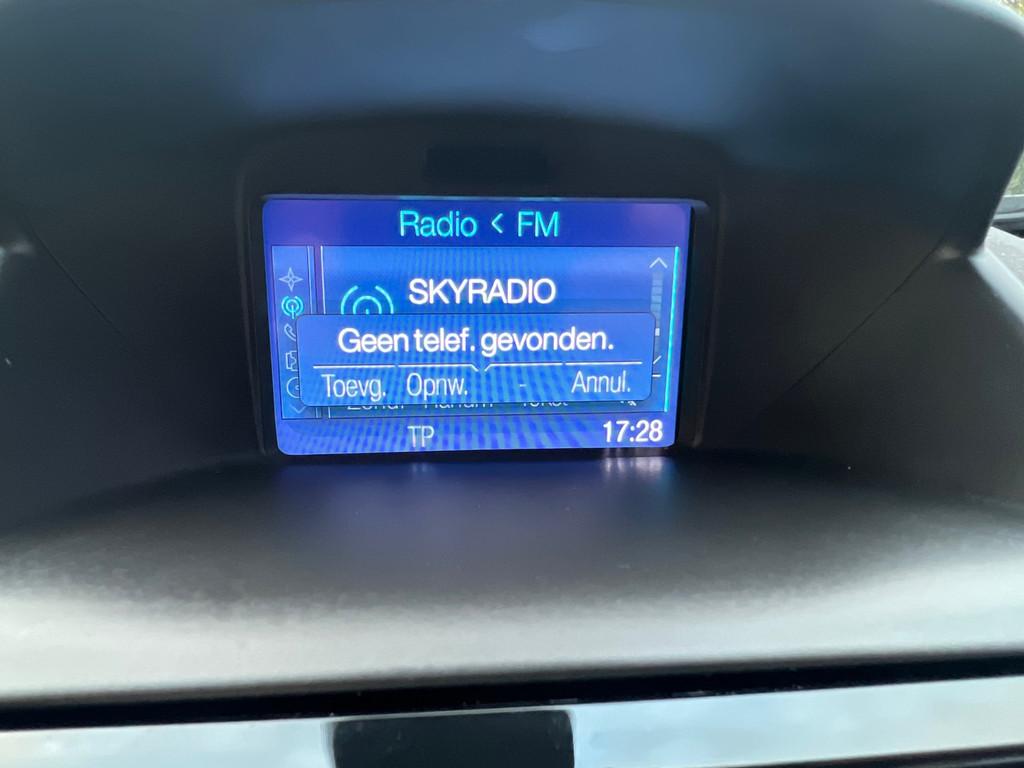 Radio < FM
SKYRADIO
Geen telef. gevonden.
Toevg. Opnw. - Annul.
TP 17:28